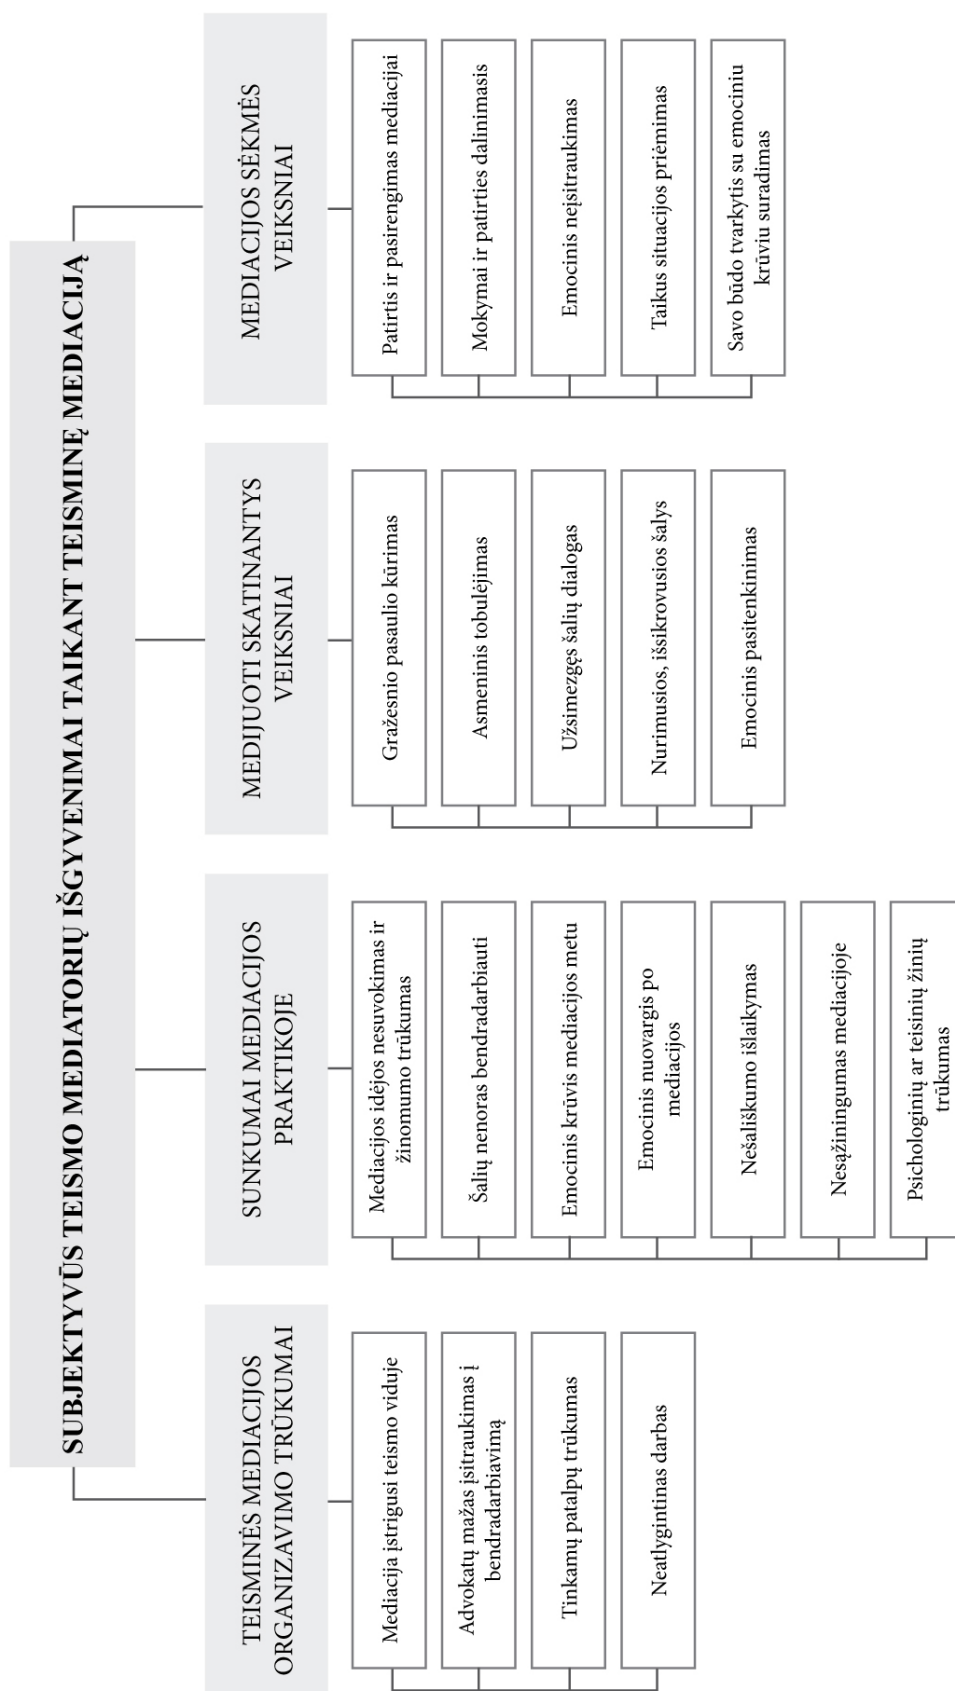 SUBJEKTYVŪS TEISMO MEDIATORIŲ IŠGYVENIMAI TAIKANT TEISMINĘ MEDIACIJĄ
TEISMINĖS MEDIACIJOS
ORGANIZAVIMO TRŪKUMAI
Mediacija įstrigusi teismo viduje
Advokatų mažas įsitraukimas į
bendradarbiavimą
Tinkamų patalpų trūkumas
Neatlygintinas darbas
SUNKUMAI MEDIACIJOS
PRAKTIKOJE
Mediacijos idėjos nesuvokimas ir
žinomumo trūkumas
Šalių nenoras bendradarbiauti
Emocinis krūvis mediacijos metu
Emocinis nuovargis po
mediacijos
Nešališkumo išlaikymas
Nesąžiningumas mediacijoje
Psichologinių ar teisinių žinių
trūkumas
MEDIJUOTI SKATINANTYS
VEIKSNIAI
Gražesnio pasaulio kūrimas
Asmeninis tobulėjimas
Užsimezgęs šalių dialogas
Nurimusios, išsikrovusios šalys
Emocinis pasitenkinimas
MEDIACIJOS SĖKMĖS
VEIKSNIAI
Patirtis ir pasirengimas mediacijai
Mokymai ir patirties dalinimasis
Emocinis neįsitraukimas
Taikus situacijos priėmimas
Savo būdo tvarkytis su emociniu
krūviu suradimas